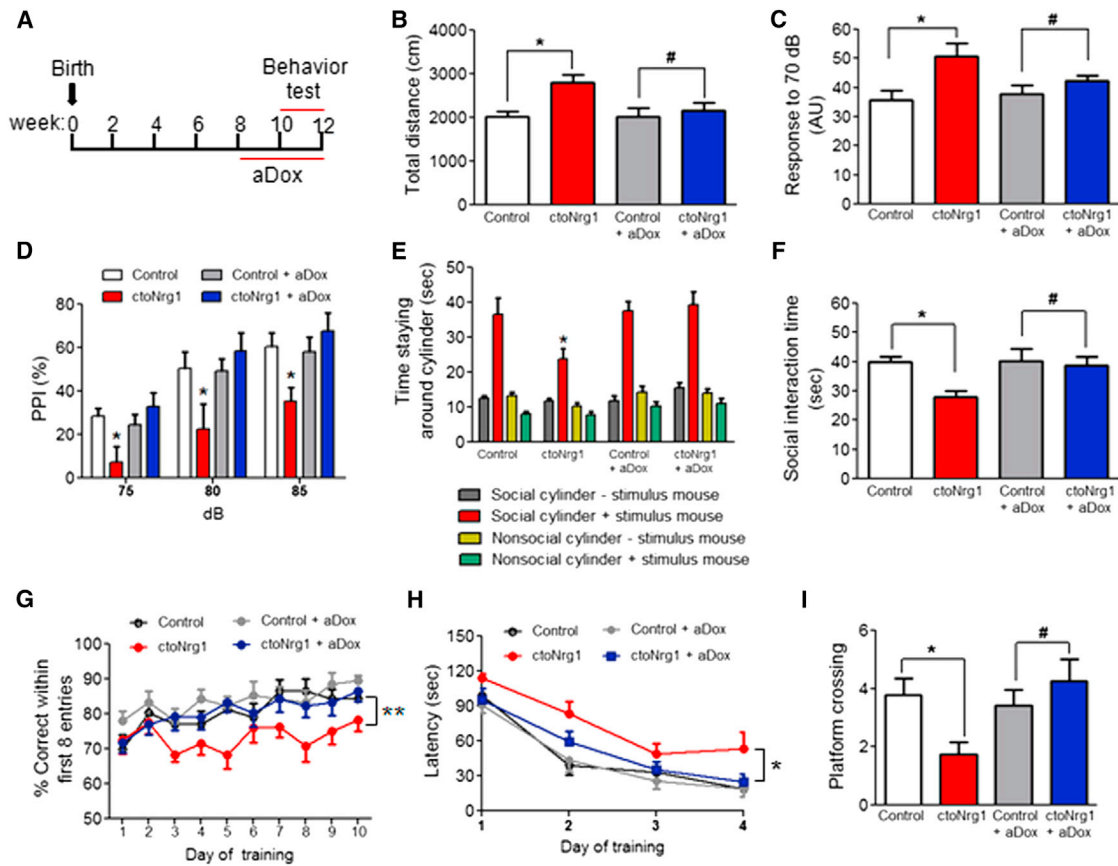 A
Birth
Behavior
test
week: 0 2 4 6 8 10 12
aDox
B
Total distance (cm)
4000
3000
2000
1000
0
*
#
Control
ctoNrg1
Control
+ aDox
ctoNrg1
+ aDox
C
Response to 70 dB
(AU)
60
50
40
30
20
10
0
*
#
Control
ctoNrg1
Control
+ aDox
ctoNrg1
+ aDox
D
Control
Control + aDox
ctoNrg1
ctoNrg1 + aDox
PPI (%)
80
60
40
20
0
*
*
*
75
80
85
dB
E
Time staying
around cylinder (sec)
50
40
30
20
10
0
*
Control
ctoNrg1
Control
+ aDox
ctoNrg1
+ aDox
Social cylinder - stimulus mouse
Social cylinder + stimulus mouse
Nonsocial cylinder - stimulus mouse
Nonsocial cylinder + stimulus mouse
F
Social interaction time
(sec)
60
50
40
30
20
10
0
*
#
Control
ctoNrg1
Control
+ aDox
ctoNrg1
+ aDox
G
Control
Control + aDox
ctoNrg1
ctoNrg1 + aDox
% Correct within
first 8 entries
100
90
80
70
60
50
**
1 2 3 4 5 6 7 8 9 10
Day of training
H
Control
Control + aDox
ctoNrg1
ctoNrg1 + aDox
Latency (sec)
150
120
90
60
30
0
*
1 2 3 4
Day of training
I
Platform crossing
6
4
2
0
*
#
Control
ctoNrg1
Control
+ aDox
ctoNrg1
+ aDox